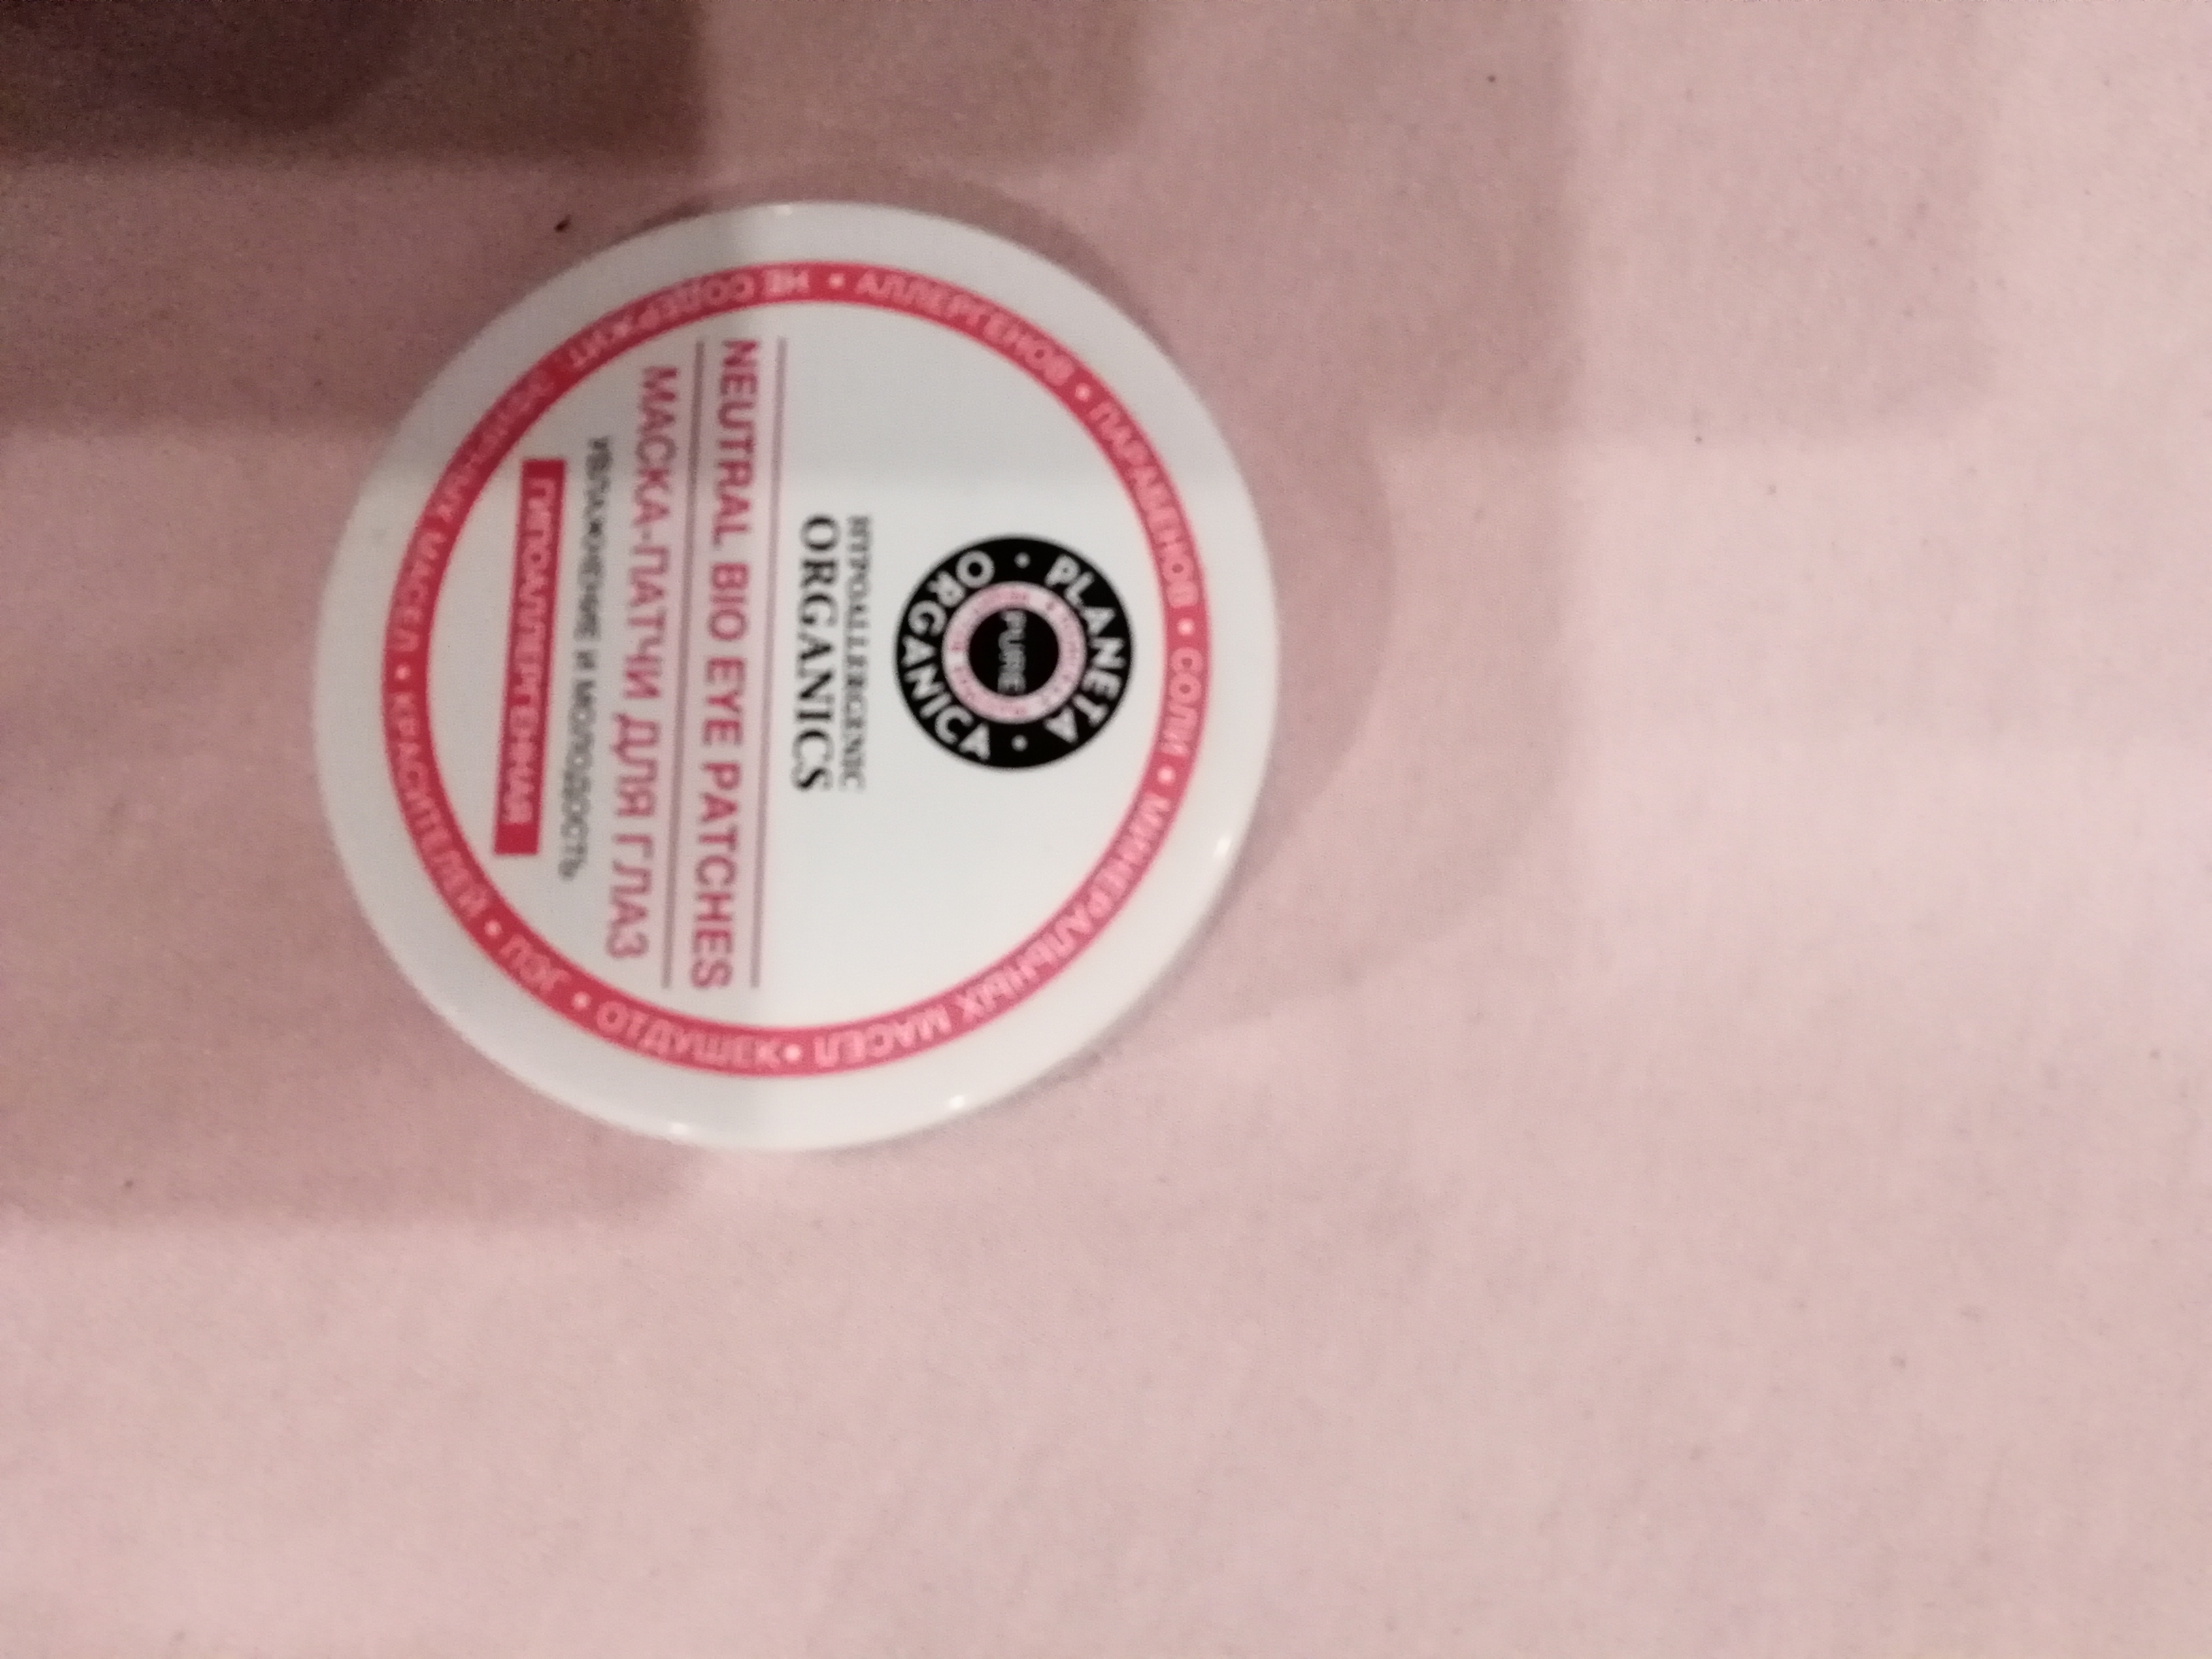 PLANETA ORGANICA
PURE
HYPOALLERGENIC
ORGANICS
NEUTRAL BIO EYE PATCHES
МАСКА-ПАТЧИ ДЛЯ ГЛАЗ
УВЛАЖНЕНИЕ И МОЛОДОСТЬ
ГИПОАЛЛЕРГЕННАЯ
НЕ СОДЕРЖИТ • АЛЛЕРГЕНОВ • ПАРАБЕНОВ • СОЛИ • МИНЕРАЛЬНЫХ МАСЕЛ • ОТДУШЕК • ПЭГ • КРАСИТЕЛЕЙ • ЭФИРНЫХ МАСЕЛ